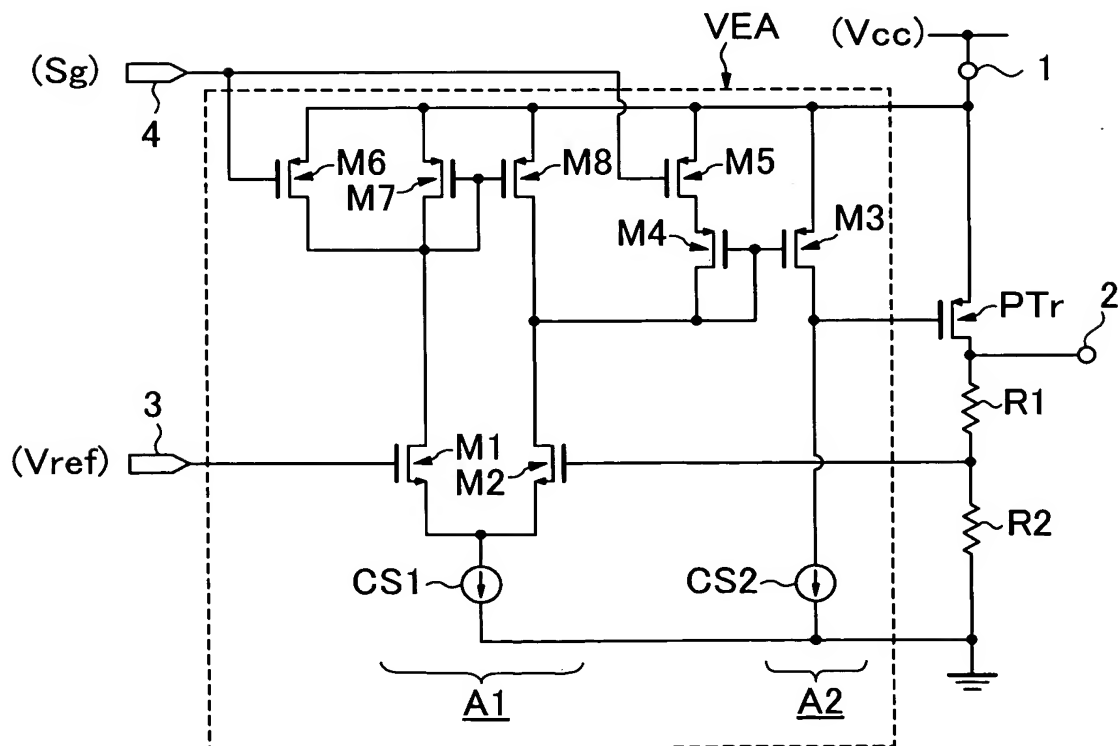 VEA
(Vcc)
1
(Sg)
4
M6
M7
M8
M5
M4
M3
PTr
2
R1
3
(Vref)
M1
M2
R2
CS1
CS2
A1
A2